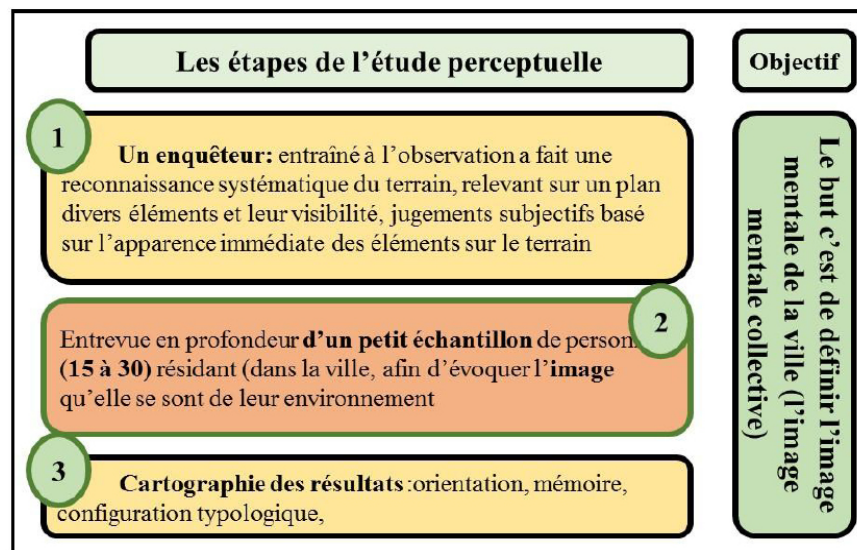 Les étapes de l'étude perceptuelle
Objectif
1
Un enquêteur: entraîné à l'observation a fait une
reconnaissance systématique du terrain, relevant sur un plan
divers éléments et leur visibilité, jugements subjectifs basé
sur l'apparence immédiate des éléments sur le terrain
2
Entrevue en profondeur d'un petit échantillon de
(15 à 30) résidant (dans la ville, afin d'évoquer l'image
qu'elle se sont de leur environnement
3
Cartographie des résultats :orientation, mémoire,
configuration typologique,
Le but c'est de définir l'image
mentale de la ville (l'image
mentale collective)